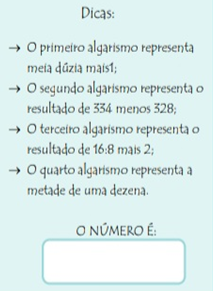 Dicas:
→ O primeiro algarismo representa
meia dúzia mais1;
→ O segundo algarismo representa o
resultado de 334 menos 328;
→ O terceiro algarismo representa o
resultado de 16:8 mais 2;
→ O quarto algarismo representa a
metade de uma dezena.
O NÚMERO É: